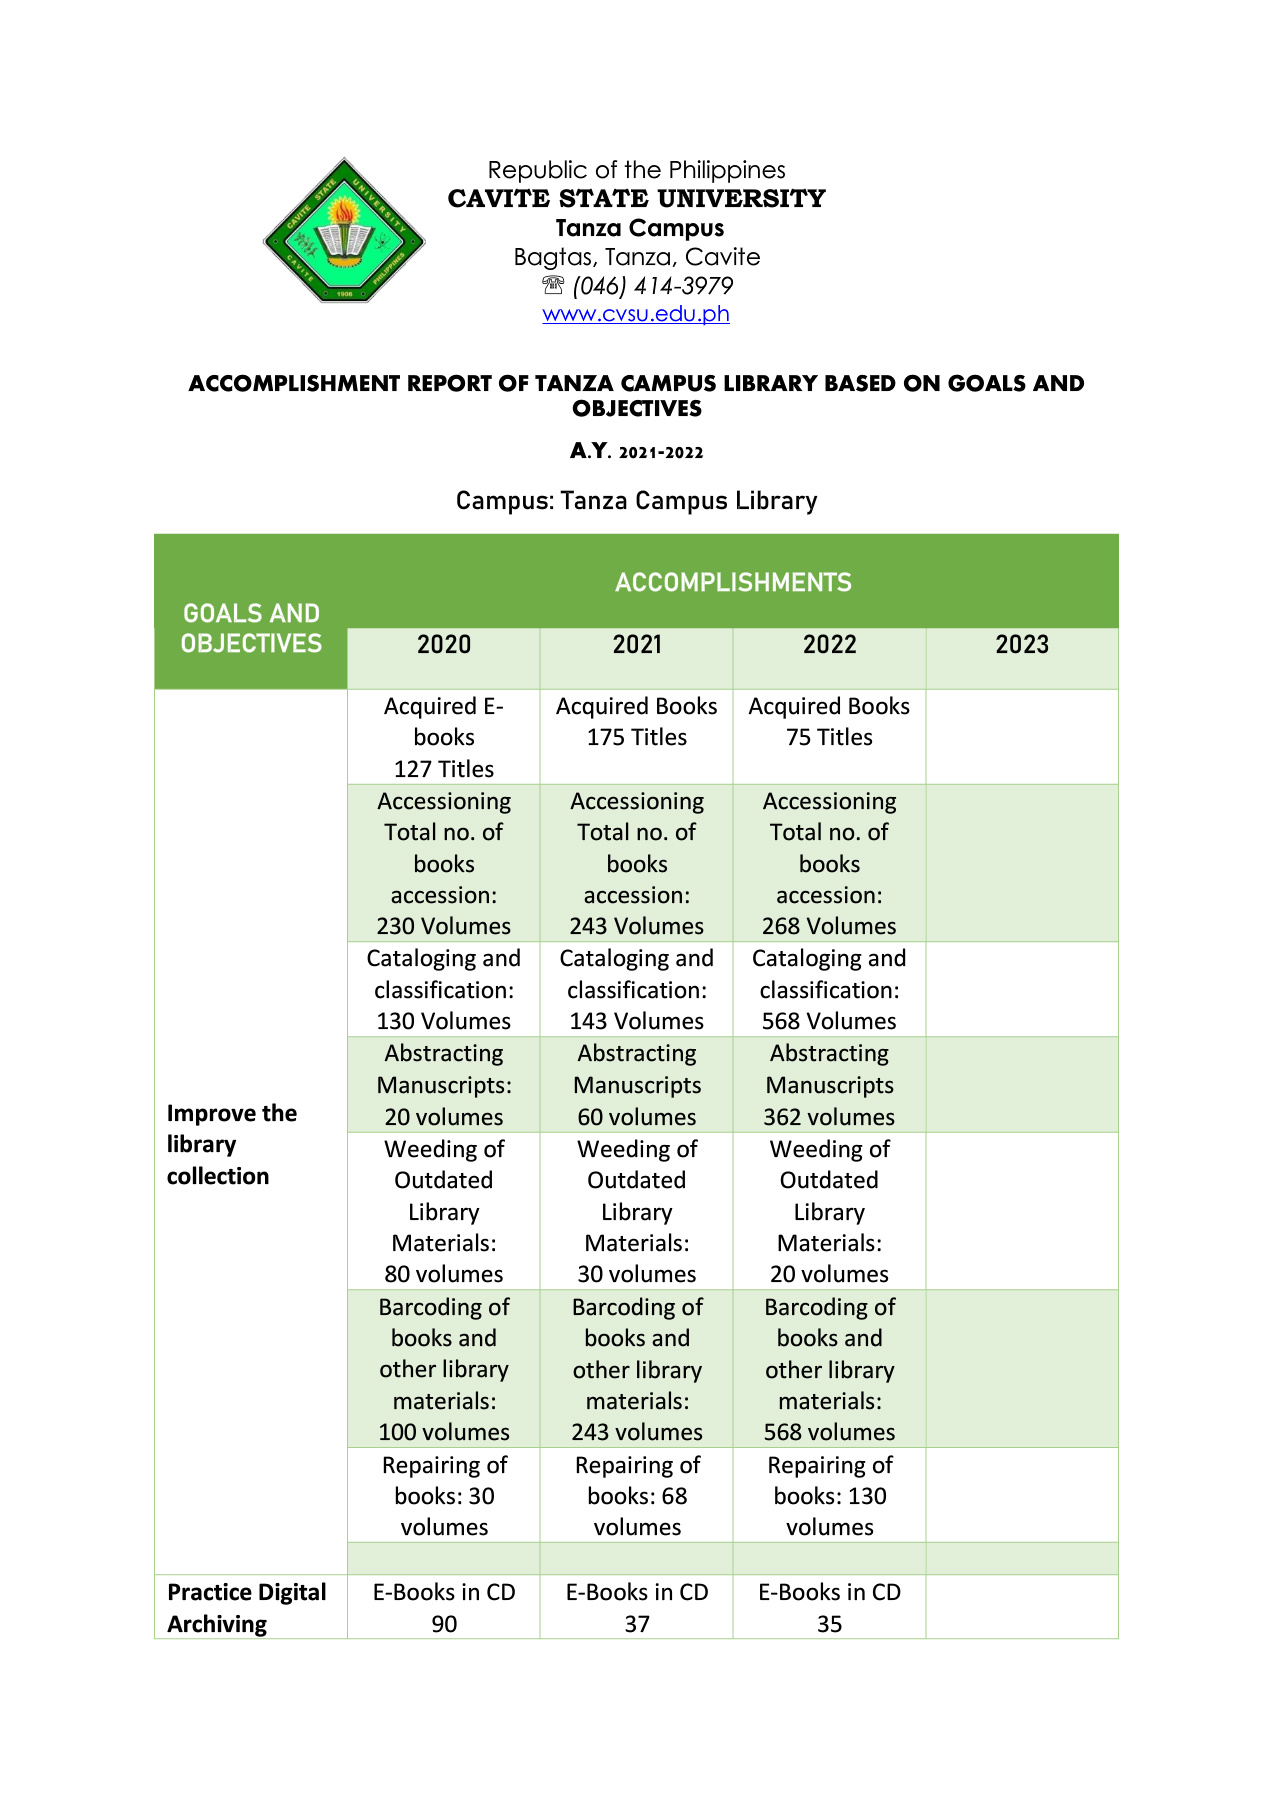 Republic of the Philippines
CAVITE STATE UNIVERSITY
Tanza Campus
Bagtas, Tanza, Cavite
☏ (046) 414-3979
www.cvsu.edu.ph
CAVITE STATE UNIVERSITY
CAVITE PHILIPPINES
1906
ACCOMPLISHMENT REPORT OF TANZA CAMPUS LIBRARY BASED ON GOALS AND
OBJECTIVES
A.Y. 2021-2022
Campus: Tanza Campus Library
GOALS AND
OBJECTIVES
ACCOMPLISHMENTS
2020
2021
2022
2023
Improve the
library
collection
Acquired E-
books
127 Titles
Acquired Books
175 Titles
Acquired Books
75 Titles
Accessioning
Total no. of
books
accession:
230 Volumes
Accessioning
Total no. of
books
accession:
243 Volumes
Accessioning
Total no. of
books
accession:
268 Volumes
Cataloging and
classification:
130 Volumes
Cataloging and
classification:
143 Volumes
Cataloging and
classification:
568 Volumes
Abstracting
Manuscripts:
20 volumes
Abstracting
Manuscripts
60 volumes
Abstracting
Manuscripts
362 volumes
Weeding of
Outdated
Library
Materials:
80 volumes
Weeding of
Outdated
Library
Materials:
30 volumes
Weeding of
Outdated
Library
Materials:
20 volumes
Barcoding of
books and
other library
materials:
100 volumes
Barcoding of
books and
other library
materials:
243 volumes
Barcoding of
books and
other library
materials:
568 volumes
Repairing of
books: 30
volumes
Repairing of
books: 68
volumes
Repairing of
books: 130
volumes
Practice Digital
Archiving
E-Books in CD
90
E-Books in CD
37
E-Books in CD
35